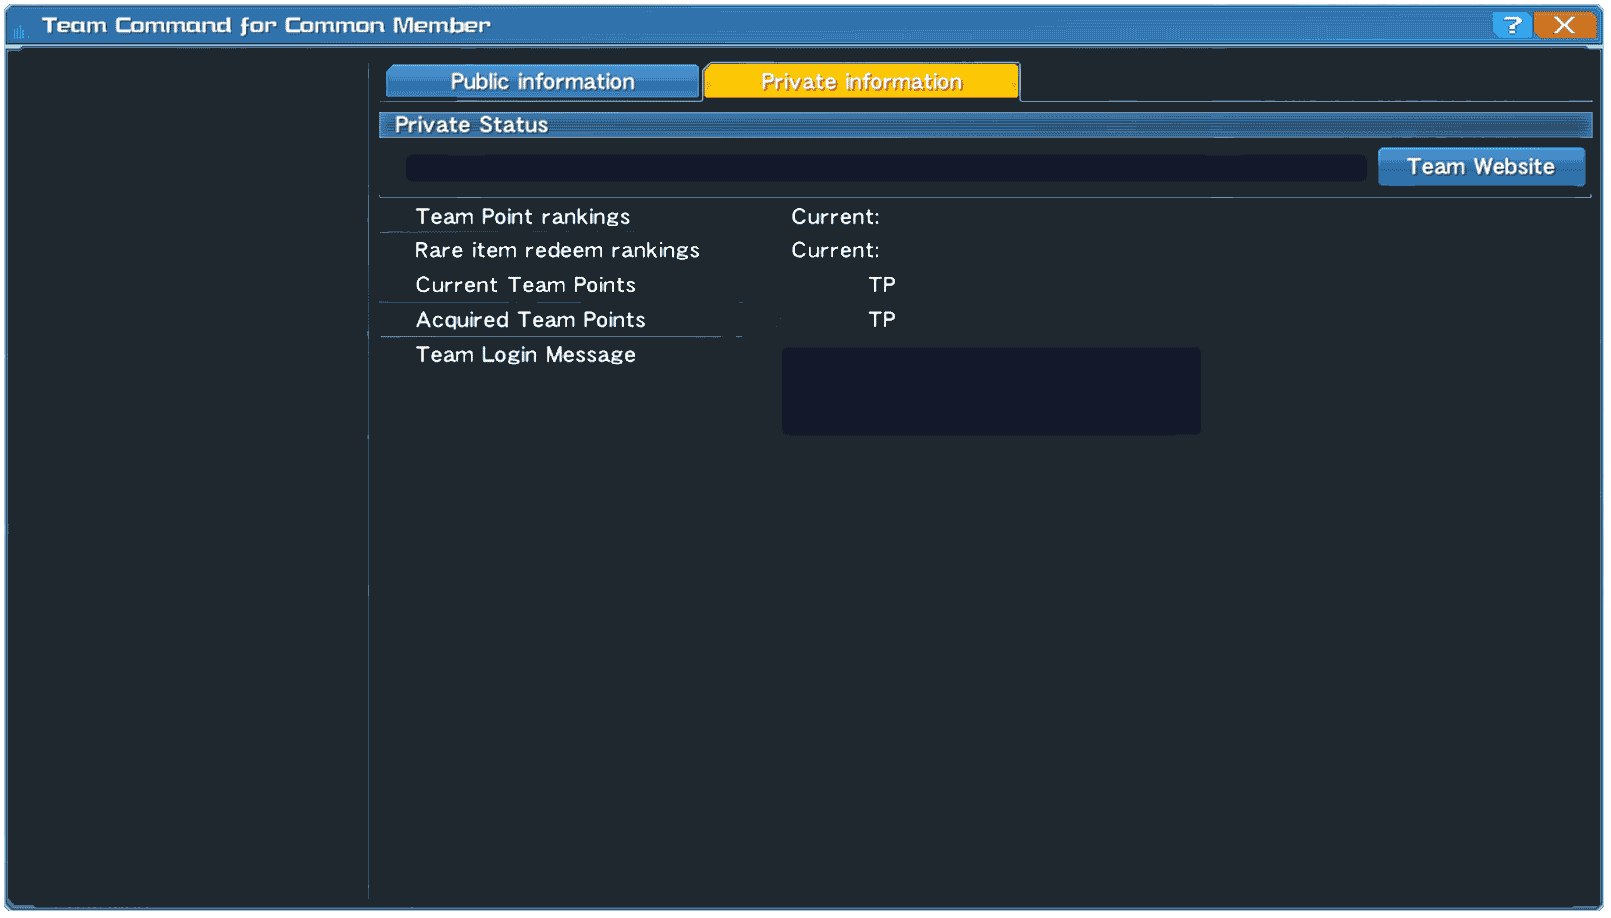 Team Command for Common Member
?
X
Public information
Private information
Private Status
Team Website
Team Point rankings Current:
Rare item redeem rankings Current:
Current Team Points TP
Acquired Team Points TP
Team Login Message